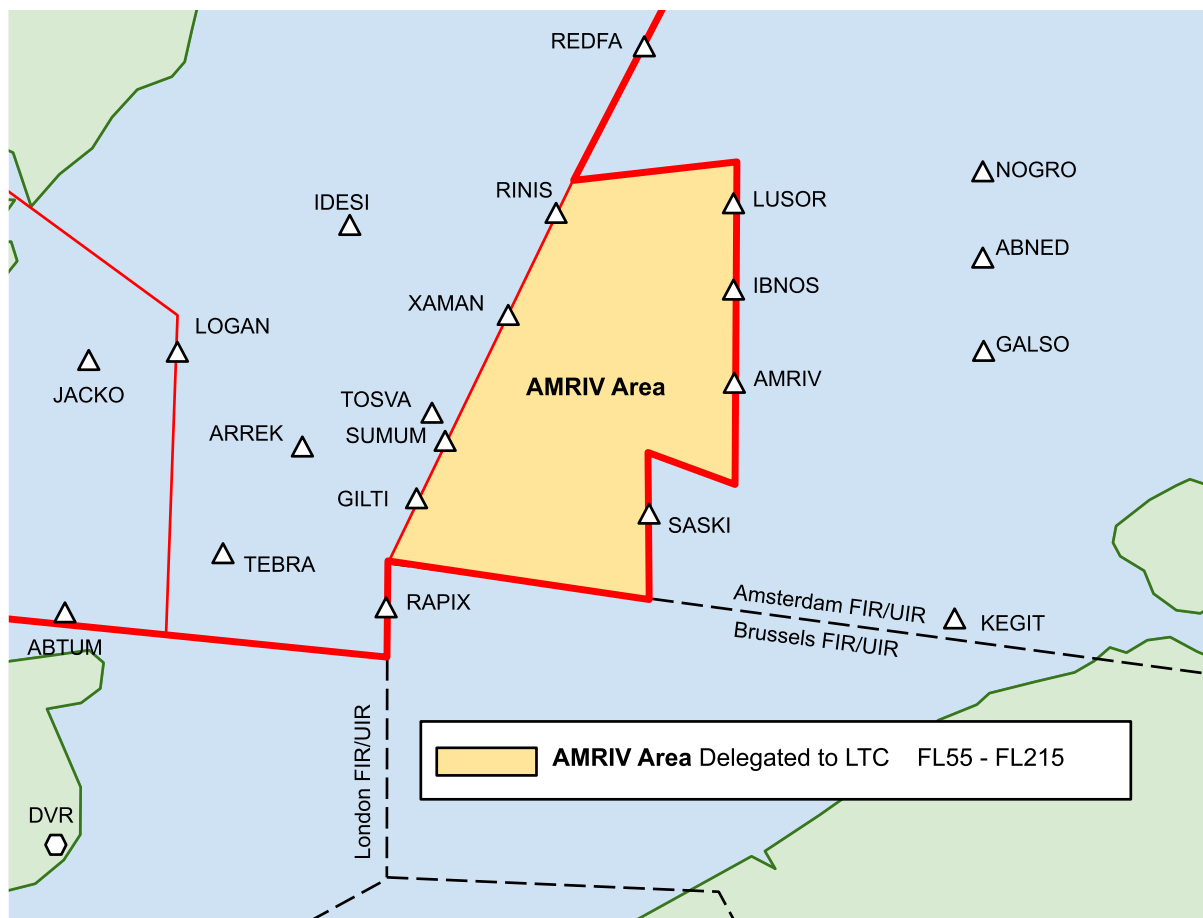 REDFA
NOGRO
RINIS
LUSOR
IDESI
ABNED
IBNOS
XAMAN
LOGAN
GALSO
AMRIV
AMRIV Area
JACKO
TOSVA
ARREK
SUMUM
GILTI
SASKI
TEBRA
RAPIX
Amsterdam FIR/UIR
KEGIT
Brussels FIR/UIR
ABTUM
London FIR/UIR
AMRIV Area Delegated to LTC FL55 - FL215
DVR